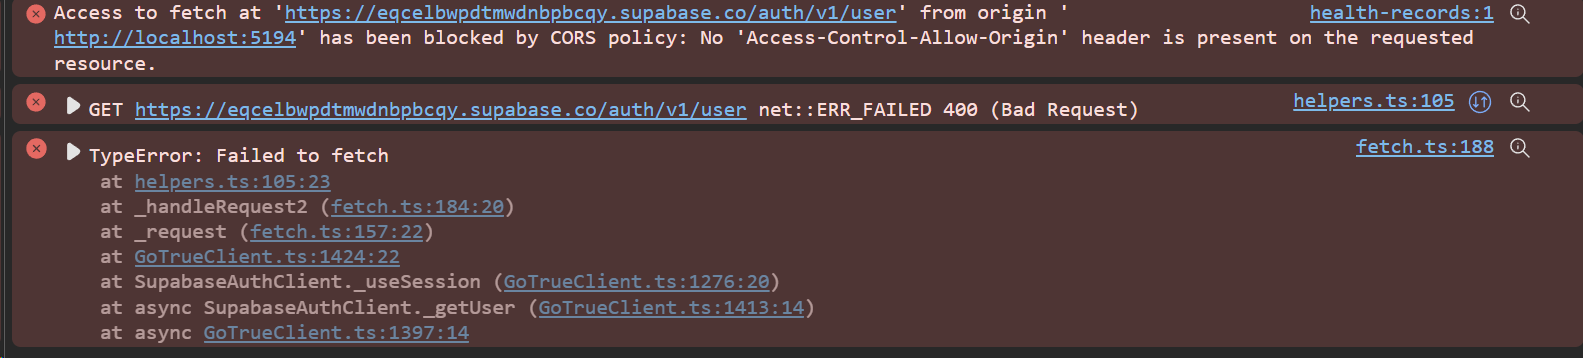 Access to fetch at 'https://eqcelbwpdtmwdnbpbcqy.supabase.co/auth/v1/user' from origin ' health-records:1
http://localhost:5194' has been blocked by CORS policy: No 'Access-Control-Allow-Origin' header is present on the requested
resource.
GET https://eqcelbwpdtmwdnbpbcqy.supabase.co/auth/v1/user net::ERR_FAILED 400 (Bad Request) helpers.ts:105
TypeError: Failed to fetch fetch.ts:188
at helpers.ts:105:23
at _handleRequest2 (fetch.ts:184:20)
at _request (fetch.ts:157:22)
at GoTrueClient.ts:1424:22
at SupabaseAuthClient._useSession (GoTrueClient.ts:1276:20)
at async SupabaseAuthClient._getUser (GoTrueClient.ts:1413:14)
at async GoTrueClient.ts:1397:14